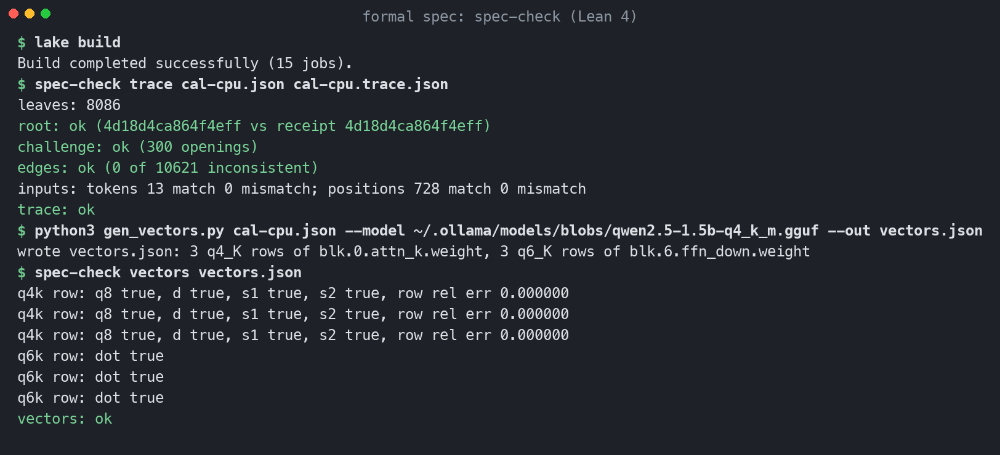 formal spec: spec-check (Lean 4)
$ lake build
Build completed successfully (15 jobs).
$ spec-check trace cal-cpu.json cal-cpu.trace.json
leaves: 8086
root: ok (4d18d4ca864f4eff vs receipt 4d18d4ca864f4eff)
challenge: ok (300 openings)
edges: ok (0 of 10621 inconsistent)
inputs: tokens 13 match 0 mismatch; positions 728 match 0 mismatch
trace: ok
$ python3 gen_vectors.py cal-cpu.json --model ~/.ollama/models/blobs/qwen2.5-1.5b-q4_k_m.gguf --out vectors.json
wrote vectors.json: 3 q4_K rows of blk.0.attn_k.weight, 3 q6_K rows of blk.6.ffn_down.weight
$ spec-check vectors vectors.json
q4k row: q8 true, d true, s1 true, s2 true, row rel err 0.000000
q4k row: q8 true, d true, s1 true, s2 true, row rel err 0.000000
q4k row: q8 true, d true, s1 true, s2 true, row rel err 0.000000
q6k row: dot true
q6k row: dot true
q6k row: dot true
vectors: ok